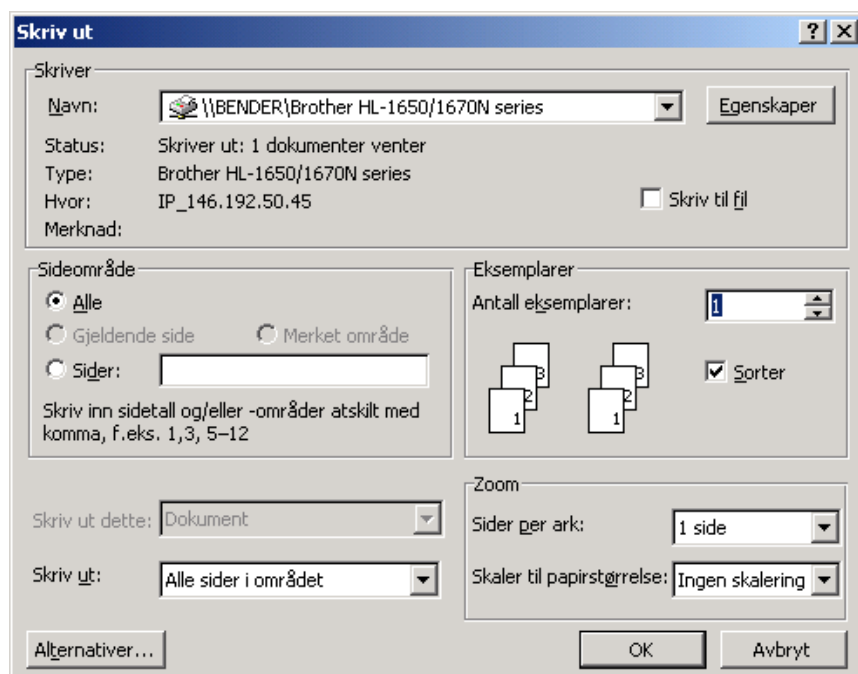 Skriv ut
Skriver
Navn: \\BENDER\Brother HL-1650/1670N series Egenskaper
Status: Skriver ut: 1 dokumenter venter
Type: Brother HL-1650/1670N series
Hvor: IP_146.192.50.45 Skriv til fil
Merknad:
Sideområde
Alle
Gjeldende side Merket område
Sider:
Skriv inn sidetall og/eller -områder atskilt med
komma, f.eks. 1,3, 5–12
Eksemplarer
Antall eksemplarer: 1
3 3
2 2
1 1
Sorter
Skriv ut dette: Dokument
Skriv ut: Alle sider i området
Zoom
Sider per ark: 1 side
Skaler til papirstørrelse: Ingen skalering
Alternativer... OK Avbryt